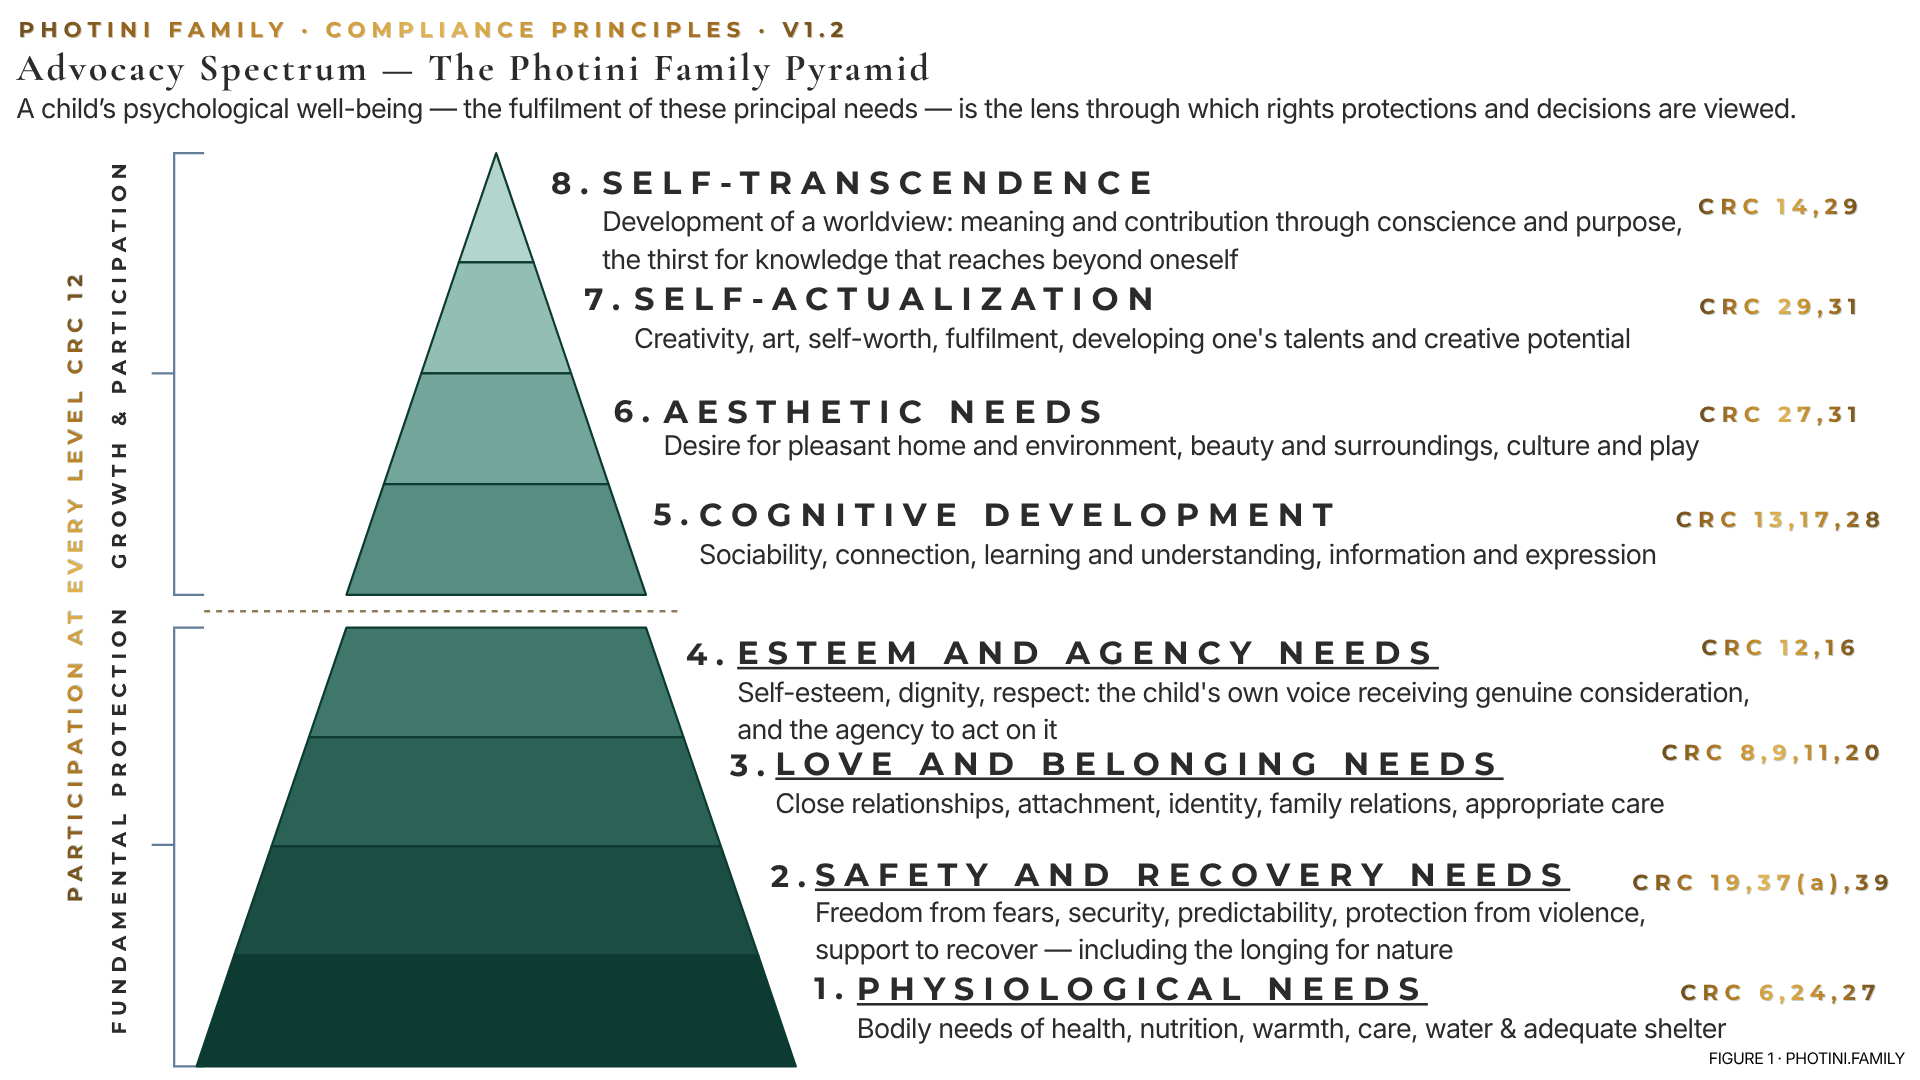 PHOTINI FAMILY · COMPLIANCE PRINCIPLES · V1.2
Advocacy Spectrum — The Photini Family Pyramid
A child’s psychological well-being — the fulfilment of these principal needs — is the lens through which rights protections and decisions are viewed.
PARTICIPATION AT EVERY LEVEL CRC 12
GROWTH & PARTICIPATION
FUNDAMENTAL PROTECTION
8. SELF-TRANSCENDENCE
Development of a worldview: meaning and contribution through conscience and purpose,
the thirst for knowledge that reaches beyond oneself
CRC 14,29
7. SELF-ACTUALIZATION
Creativity, art, self-worth, fulfilment, developing one's talents and creative potential
CRC 29,31
6. AESTHETIC NEEDS
Desire for pleasant home and environment, beauty and surroundings, culture and play
CRC 27,31
5. COGNITIVE DEVELOPMENT
Sociability, connection, learning and understanding, information and expression
CRC 13,17,28
4. ESTEEM AND AGENCY NEEDS
Self-esteem, dignity, respect: the child's own voice receiving genuine consideration,
and the agency to act on it
CRC 12,16
3. LOVE AND BELONGING NEEDS
Close relationships, attachment, identity, family relations, appropriate care
CRC 8,9,11,20
2. SAFETY AND RECOVERY NEEDS
Freedom from fears, security, predictability, protection from violence,
support to recover — including the longing for nature
CRC 19,37(a),39
1. PHYSIOLOGICAL NEEDS
Bodily needs of health, nutrition, warmth, care, water & adequate shelter
CRC 6,24,27
FIGURE 1 · PHOTINI.FAMILY